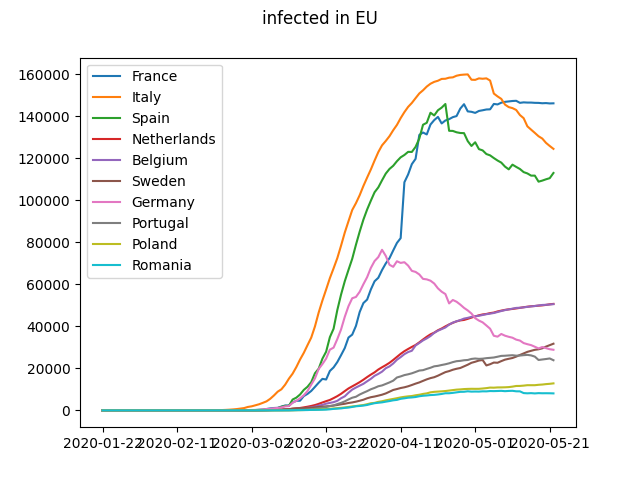 infected in EU
160000
140000
120000
100000
80000
60000
40000
20000
0
France
Italy
Spain
Netherlands
Belgium
Sweden
Germany
Portugal
Poland
Romania
2020-01-22 2020-02-11 2020-03-02 2020-03-22 2020-04-11 2020-05-01 2020-05-21